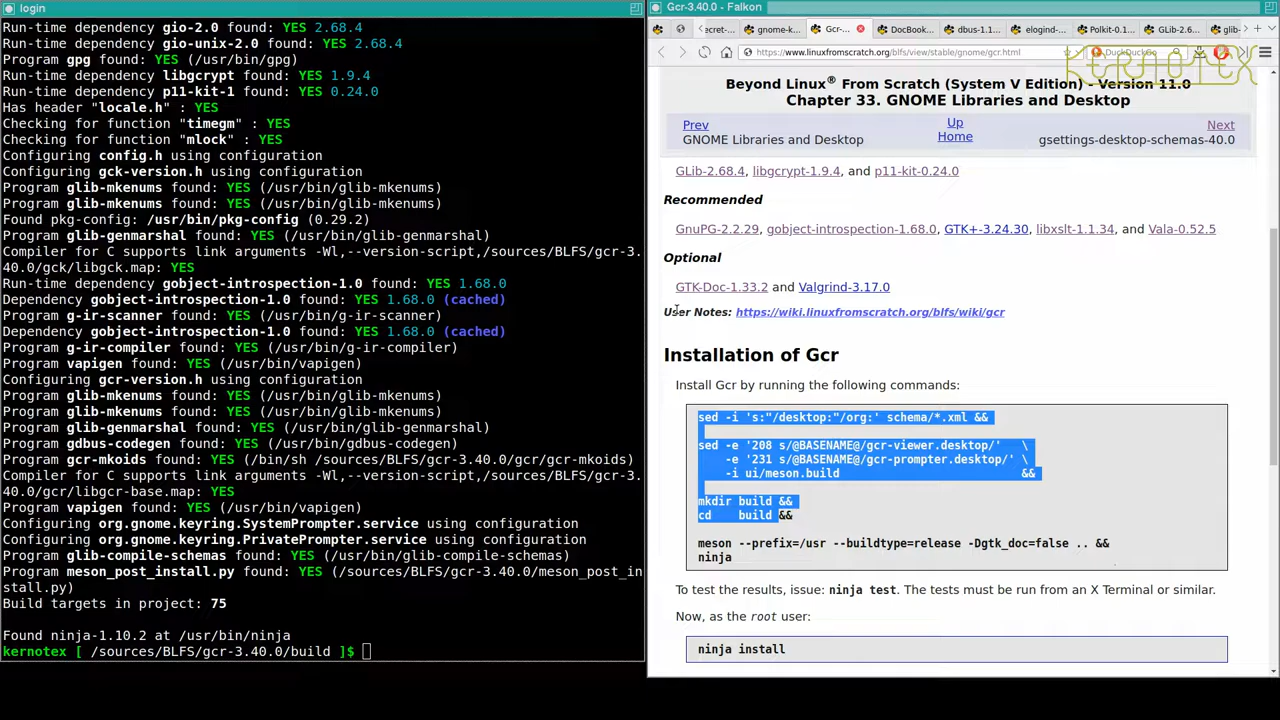 login
Run-time dependency gio-2.0 found: YES 2.68.4
Run-time dependency gio-unix-2.0 found: YES 2.68.4
Program gpg found: YES (/usr/bin/gpg)
Run-time dependency libgcrypt found: YES 1.9.4
Run-time dependency p11-kit-1 found: YES 0.24.0
Has header "locale.h" : YES
Checking for function "timegm" : YES
Checking for function "mlock" : YES
Configuring config.h using configuration
Configuring gck-version.h using configuration
Program glib-mkenums found: YES (/usr/bin/glib-mkenums)
Program glib-mkenums found: YES (/usr/bin/glib-mkenums)
Found pkg-config: /usr/bin/pkg-config (0.29.2)
Program glib-genmarshal found: YES (/usr/bin/glib-genmarshal)
Compiler for C supports link arguments -Wl,--version-script,/sources/BLFS/gcr-3.
40.0/gck/libgck.map: YES
Run-time dependency gobject-introspection-1.0 found: YES 1.68.0
Dependency gobject-introspection-1.0 found: YES 1.68.0 (cached)
Program g-ir-scanner found: YES (/usr/bin/g-ir-scanner)
Dependency gobject-introspection-1.0 found: YES 1.68.0 (cached)
Program g-ir-compiler found: YES (/usr/bin/g-ir-compiler)
Program vapigen found: YES (/usr/bin/vapigen)
Configuring gcr-version.h using configuration
Program glib-mkenums found: YES (/usr/bin/glib-mkenums)
Program glib-mkenums found: YES (/usr/bin/glib-mkenums)
Program glib-genmarshal found: YES (/usr/bin/glib-genmarshal)
Program gdbus-codegen found: YES (/usr/bin/gdbus-codegen)
Program gcr-mkoids found: YES (/bin/sh /sources/BLFS/gcr-3.40.0/gcr/gcr-mkoids)
Compiler for C supports link arguments -Wl,--version-script,/sources/BLFS/gcr-3.
40.0/gcr/libgcr-base.map: YES
Program vapigen found: YES (/usr/bin/vapigen)
Configuring org.gnome.keyring.SystemPrompter.service using configuration
Configuring org.gnome.keyring.PrivatePrompter.service using configuration
Program glib-compile-schemas found: YES (/usr/bin/glib-compile-schemas)
Program meson_post_install.py found: YES (/sources/BLFS/gcr-3.40.0/meson_post_in
stall.py)
Build targets in project: 75
Found ninja-1.10.2 at /usr/bin/ninja
kernotex [ /sources/BLFS/gcr-3.40.0/build ]$
Gcr-3.40.0 - Falkon
ecret- gnome-k Gcr- DocBook dbus-1.1 elogind- Polkit-0.1 GLib-2.6 glib-
https://www.linuxfromscratch.org/blfs/view/stable/gnome/gcr.html DuckDuckGo
KERNOTEX
Beyond Linux® From Scratch (System V Edition) - Version 11.0
Chapter 33. GNOME Libraries and Desktop
Prev Up Next
GNOME Libraries and Desktop Home gsettings-desktop-schemas-40.0
GLib-2.68.4, libgcrypt-1.9.4, and p11-kit-0.24.0
Recommended
GnuPG-2.2.29, gobject-introspection-1.68.0, GTK+-3.24.30, libxslt-1.1.34, and Vala-0.52.5
Optional
GTK-Doc-1.33.2 and Valgrind-3.17.0
User Notes: https://wiki.linuxfromscratch.org/blfs/wiki/gcr
Installation of Gcr
Install Gcr by running the following commands:
sed -i 's:"/desktop:"/org:' schema/*.xml &&
sed -e '208 s/@BASENAME@/gcr-viewer.desktop/' \
-e '231 s/@BASENAME@/gcr-prompter.desktop/' \
-i ui/meson.build &&
mkdir build &&
cd build &&
meson --prefix=/usr --buildtype=release -Dgtk_doc=false .. &&
ninja
To test the results, issue: ninja test. The tests must be run from an X Terminal or similar.
Now, as the root user:
ninja install